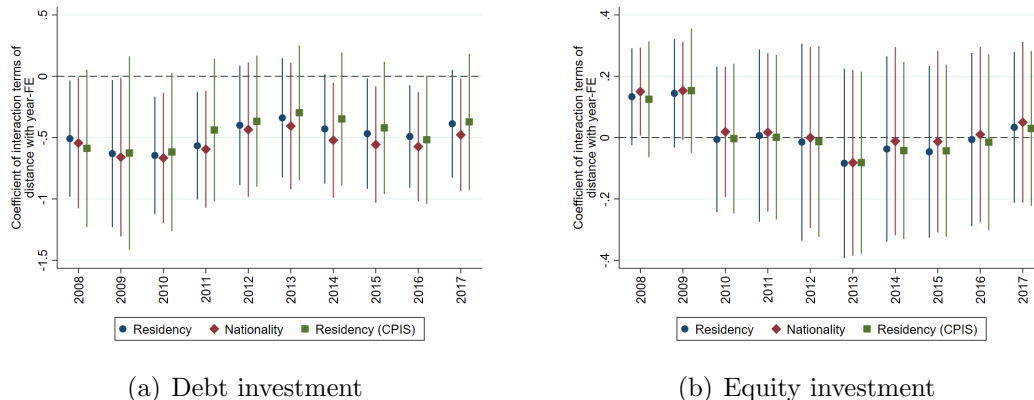 Coefficient of interaction terms of
distance with year-FE
.5
0
-.5
-1
-1.5
2008 2009 2010 2011 2012 2013 2014 2015 2016 2017
Residency Nationality Residency (CPIS)
(a) Debt investment
Coefficient of interaction terms of
distance with year-FE
.4
.2
0
-.2
-.4
2008 2009 2010 2011 2012 2013 2014 2015 2016 2017
Residency Nationality Residency (CPIS)
(b) Equity investment